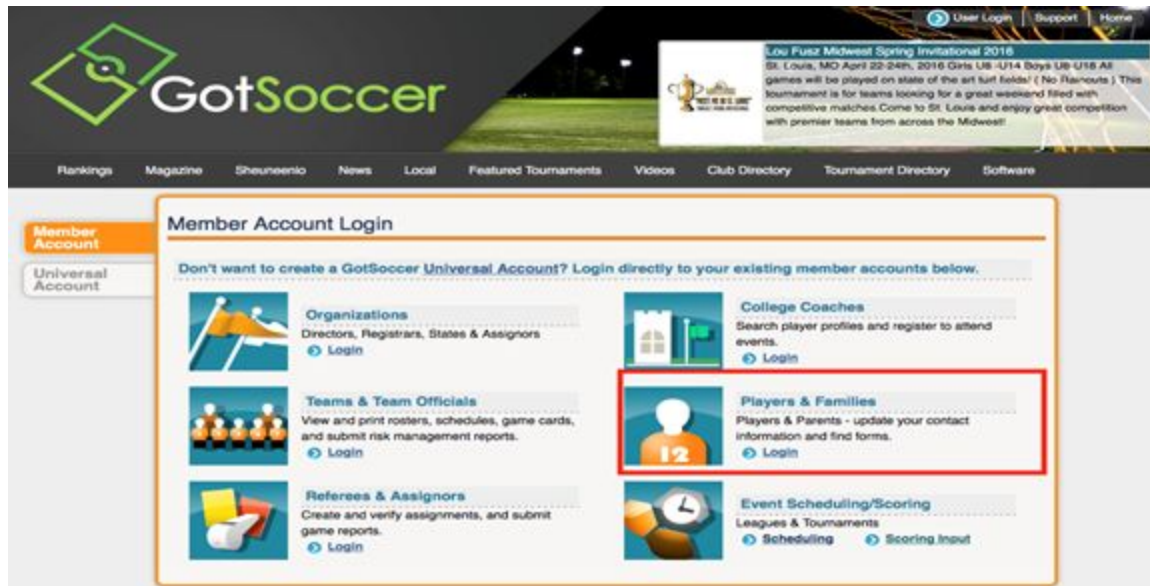 User Login | Support | Home
GotSoccer
Lou Fusz Midwest Spring Invitational 2016
St. Louis, MO April 22-24th, 2016 Girls U8 -U14 Boys U8-U18 All
games will be played on state of the art turf fields! ( No Rainouts ) This
tournament is for teams looking for a great weekend filled with
competitive matches.Come to St. Louis and enjoy great competition
with premier teams from across the Midwest!
Rankings Magazine Sheuneenio News Local Featured Tournaments Videos Club Directory Tournament Directory Software
Member Account
Universal Account
Member Account Login
Don't want to create a GotSoccer Universal Account? Login directly to your existing member accounts below.
Organizations
Directors, Registrars, States & Assignors
Login
College Coaches
Search player profiles and register to attend
events.
Login
Teams & Team Officials
View and print rosters, schedules, game cards,
and submit risk management reports.
Login
12
Players & Families
Players & Parents - update your contact
information and find forms.
Login
Referees & Assignors
Create and verify assignments, and submit
game reports.
Login
Event Scheduling/Scoring
Leagues & Tournaments
Scheduling Scoring Input